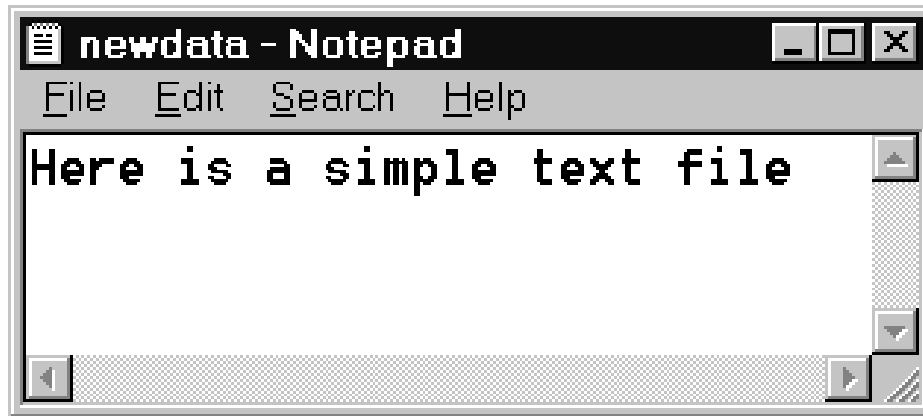 newdata - Notepad
File Edit Search Help
Here is a simple text file